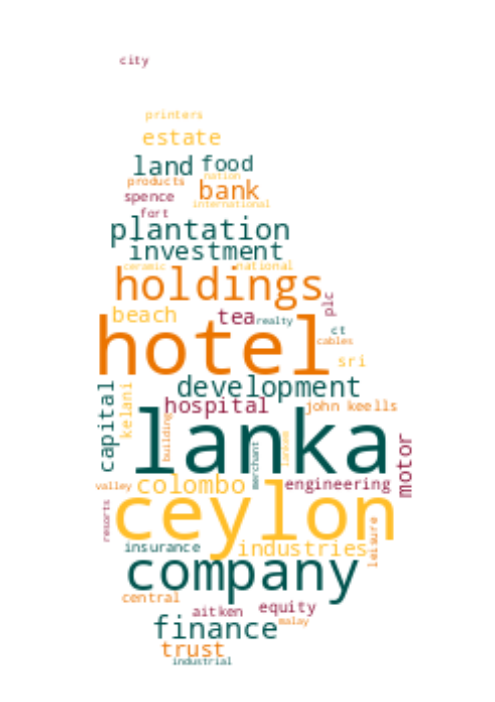 city
printers
estate
land food
nation
products bank
spence international
fort
plantation
investment
ceramic national
holdings
plc
beach tea realty
hotel
ct
cables
sri
development
capital kelani hospital john keells
building
lanka
merchant
lankem
motor
valley colombo engineering
resorts
ceylon
leisure
insurance industries
company
central
aitken equity
malay
finance
trust
industrial